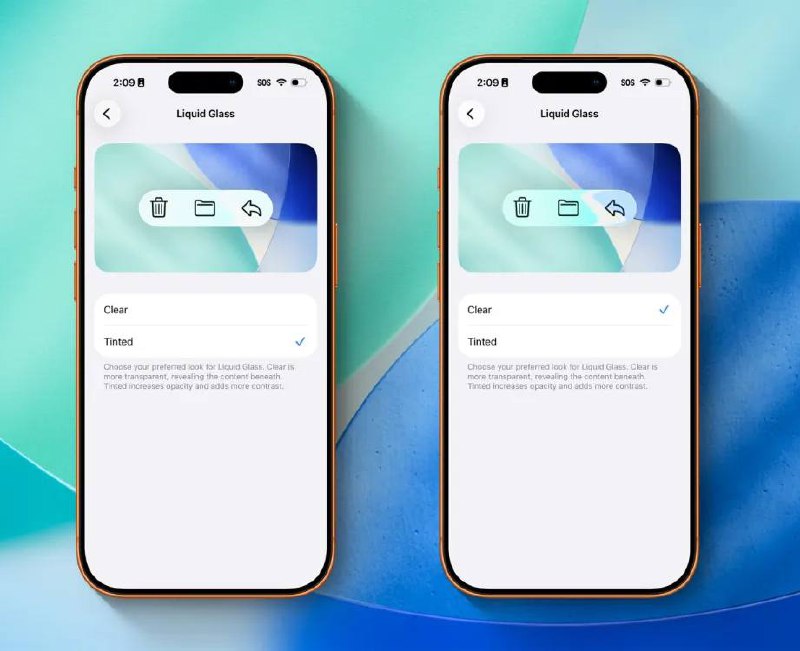 2:09
SOS
Liquid Glass
Clear
Tinted
Choose your preferred look for Liquid Glass. Clear is
more transparent, revealing the content beneath.
Tinted increases opacity and adds more contrast.
2:09
SOS
Liquid Glass
Clear
Tinted
Choose your preferred look for Liquid Glass. Clear is
more transparent, revealing the content beneath.
Tinted increases opacity and adds more contrast.